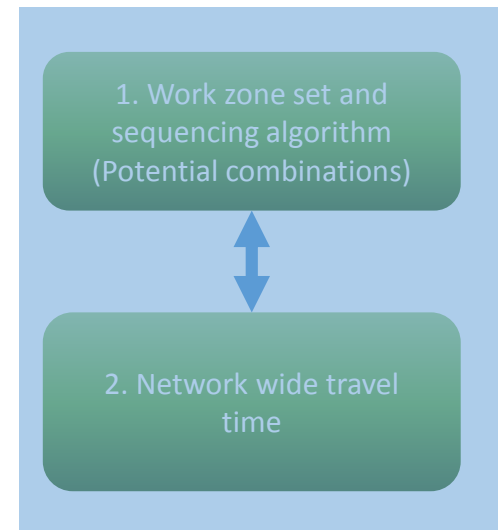 1. Work zone set and
sequencing algorithm
(Potential combinations)
2. Network wide travel
time